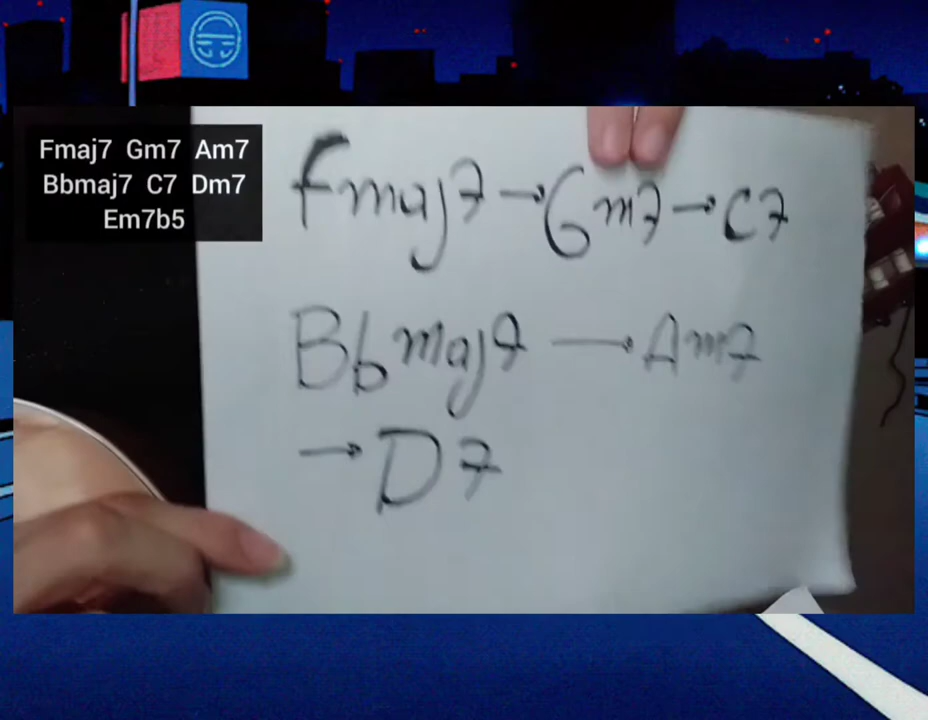 Fmaj7 Gm7 Am7
Bbmaj7 C7 Dm7
Em7b5
Fmaj7 → Gm7 → C7
Bbmaj7 → Am7
→ D7